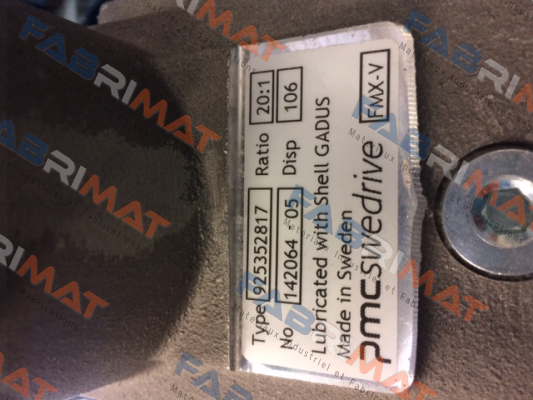 Type 925352817 Ratio 20:1
No 142064 05 Disp 106
Lubricated with Shell GADUS
Made in Sweden
pmcswedrive FMX-V
FABRIMAT
FABRIMAT
FABRIMAT
FABRIMAT
FABRIMAT
FABRIMAT
FABRIMAT